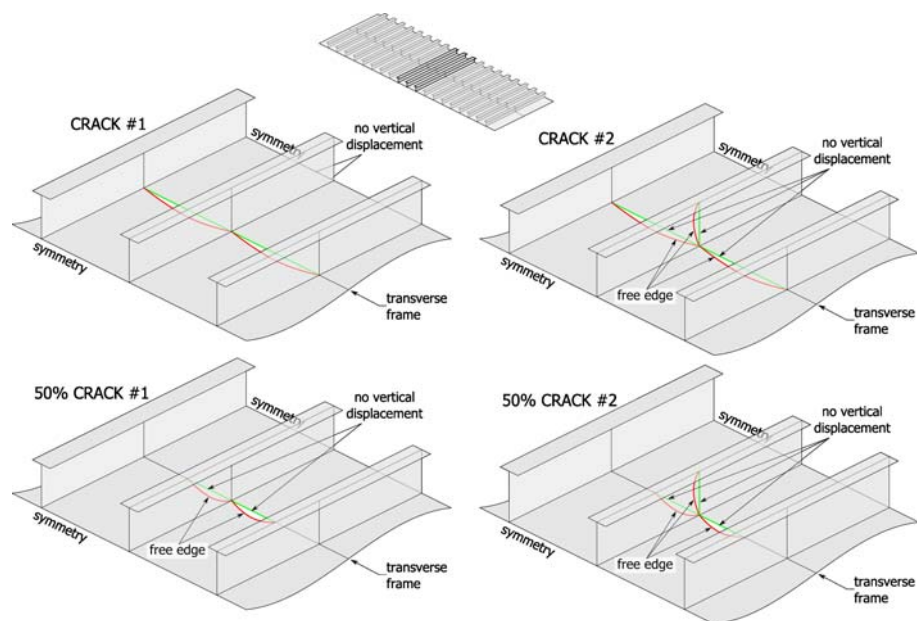 CRACK #1
symmetry
no vertical
displacement
symmetry
transverse
frame
CRACK #2
symmetry
no vertical
displacement
symmetry
free edge
transverse
frame
50% CRACK #1
symmetry
no vertical
displacement
symmetry
free edge
transverse
frame
50% CRACK #2
symmetry
no vertical
displacement
symmetry
free edge
transverse
frame